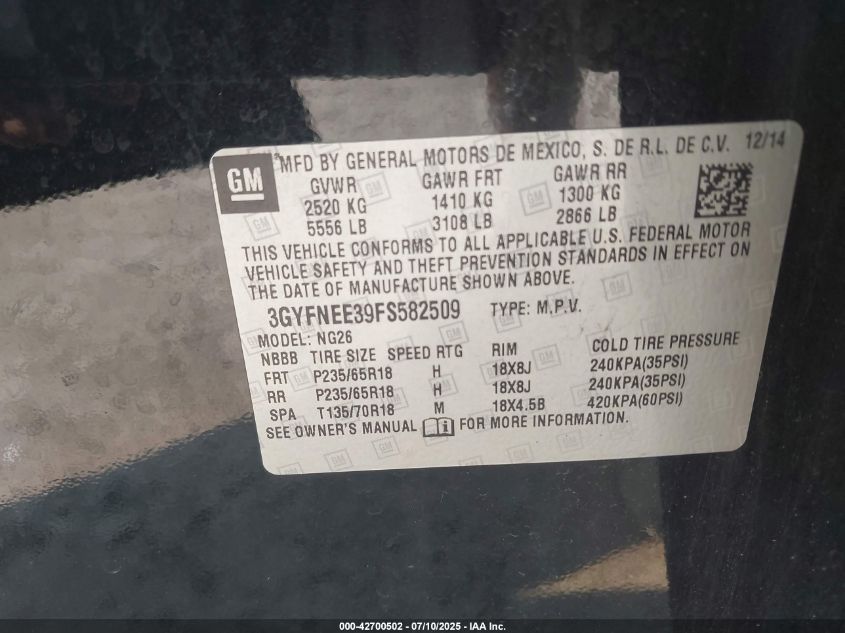 GM
*MFD BY GENERAL MOTORS DE MEXICO, S. DE R.L. DE C.V. 12/14
GVWR GAWR FRT GAWR RR
2520 KG 1410 KG 1300 KG
5556 LB 3108 LB 2866 LB
THIS VEHICLE CONFORMS TO ALL APPLICABLE U.S. FEDERAL MOTOR
VEHICLE SAFETY AND THEFT PREVENTION STANDARDS IN EFFECT ON
THE DATE OF MANUFACTURE SHOWN ABOVE.
3GYFNEE39FS582509 TYPE: M.P.V.
MODEL: NG26
NBBB TIRE SIZE SPEED RTG RIM COLD TIRE PRESSURE
FRT P235/65R18 H 18X8J 240KPA(35PSI)
RR P235/65R18 H 18X8J 240KPA(35PSI)
SPA T135/70R18 M 18X4.5B 420KPA(60PSI)
SEE OWNER'S MANUAL FOR MORE INFORMATION.
000-42700502 - 07/10/2025 - IAA Inc.